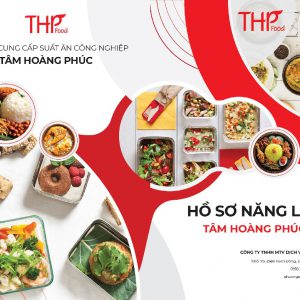 THP
Food
CUNG CẤP SUẤT ĂN CÔNG NGHIỆP
TÂM HOÀNG PHÚC
THP
Food
HỒ SƠ NĂNG L
TÂM HOÀNG PHÚC
CÔNG TY TNHH MTV DỊCH V